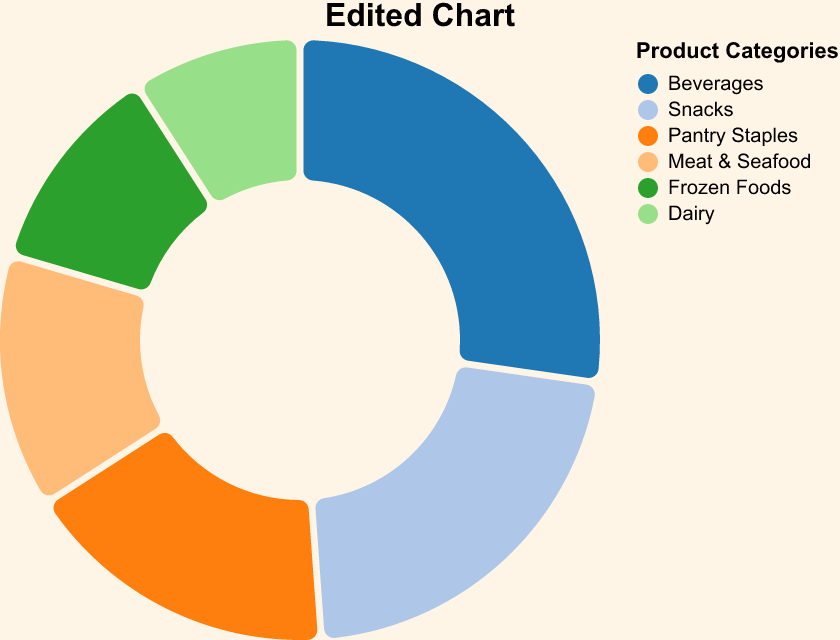 Edited Chart
Product Categories
Beverages
Snacks
Pantry Staples
Meat & Seafood
Frozen Foods
Dairy